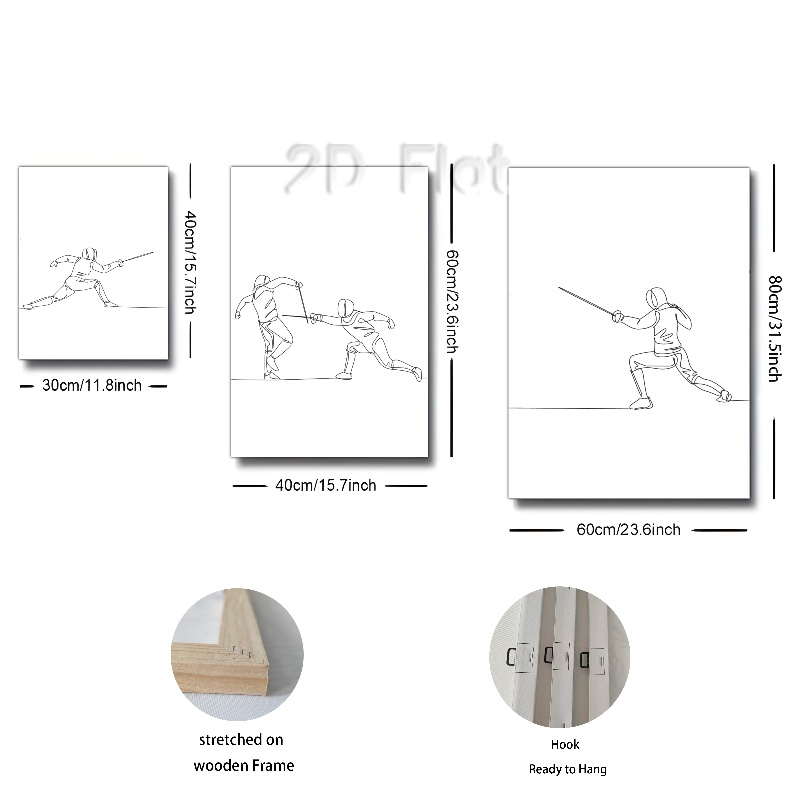 2D Flat
40cm/15.7inch
30cm/11.8inch
60cm/23.6inch
40cm/15.7inch
80cm/31.5inch
60cm/23.6inch
stretched on
wooden Frame
Hook
Ready to Hang